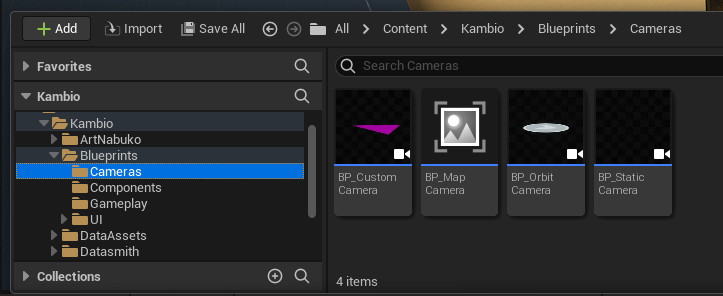 Add
Import
Save All
All
Content
Kambio
Blueprints
Cameras
Favorites
Kambio
Kambio
ArtNabuko
Blueprints
Cameras
Components
Gameplay
UI
DataAssets
Datasmith
Collections
Search Cameras
BP_Custom
Camera
BP_Map
Camera
BP_Orbit
Camera
BP_Static
Camera
4 items